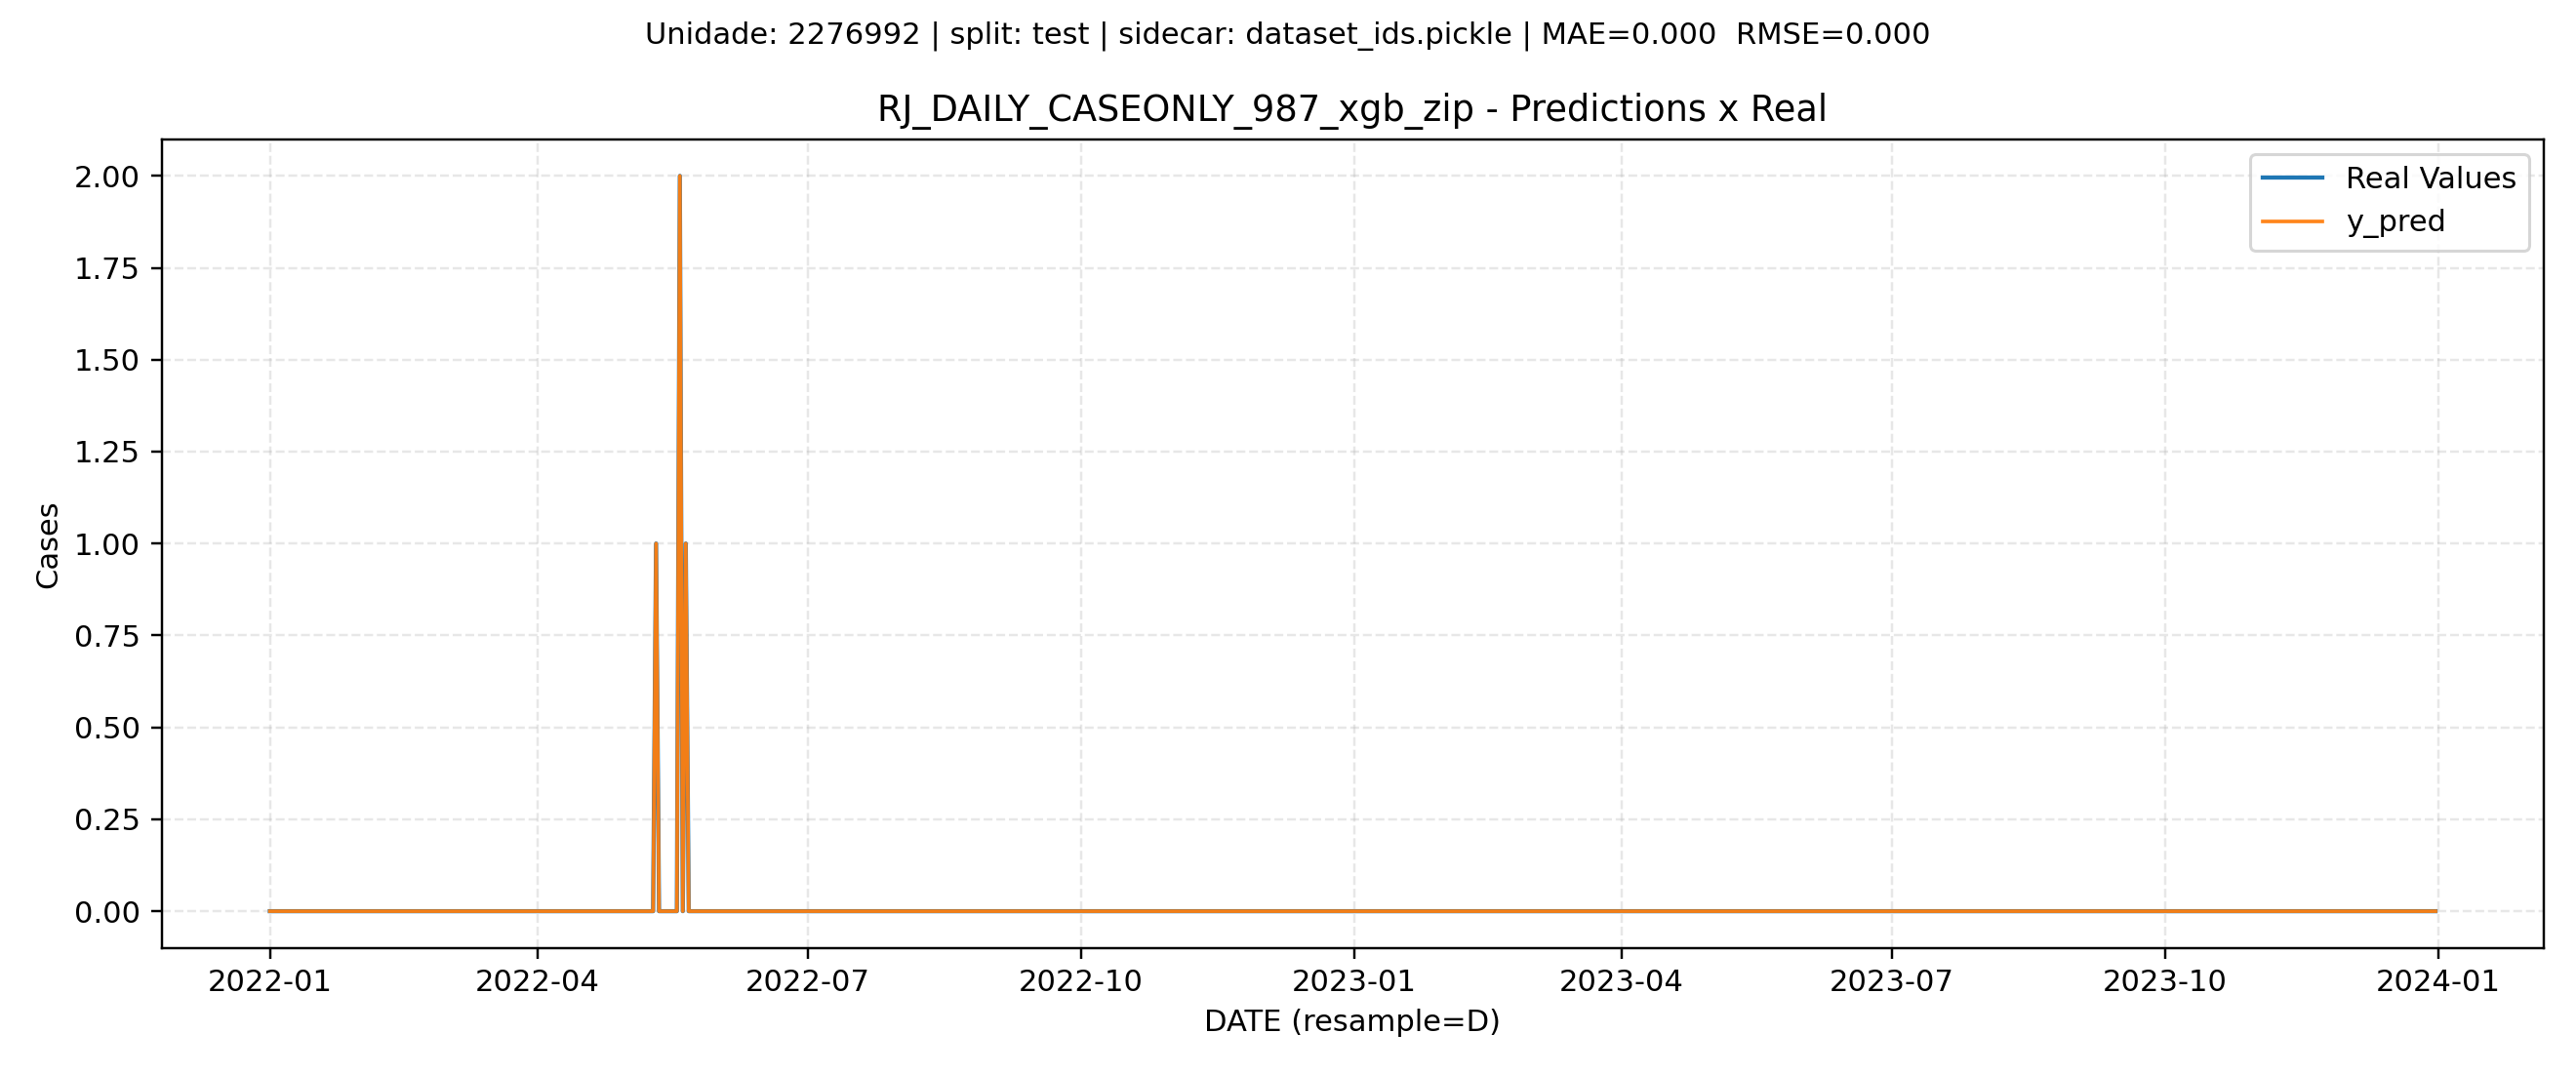 Unidade: 2276992 | split: test | sidecar: dataset_ids.pickle | MAE=0.000  RMSE=0.000
RJ_DAILY_CASEONLY_987_xgb_zip - Predictions x Real
Real Values
y_pred
2.00
1.75
1.50
1.25
1.00
0.75
0.50
0.25
0.00
Cases
2022-01 2022-04 2022-07 2022-10 2023-01 2023-04 2023-07 2023-10 2024-01
DATE (resample=D)